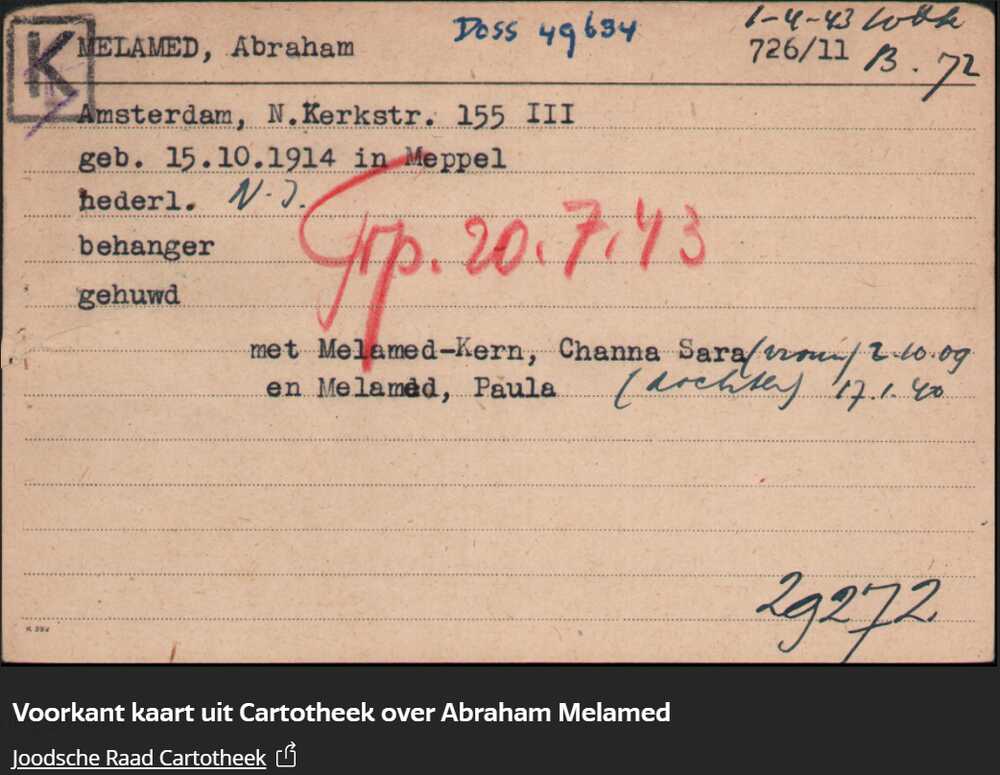 K
MELAMED, Abraham Doss 49634 1-4-43
726/11 B. 72
Amsterdam, N.Kerkstr. 155 III
geb. 15.10.1914 in Meppel
nederl. N.I.
behanger
Trp. 20.7.43
gehuwd
met Melamed-Kern, Channa Sara (vrouw) 2.10.09
en Melamed, Paula (dochter) 17.1.40
29272
Voorkant kaart uit Cartotheek over Abraham Melamed
Joodsche Raad Cartotheek